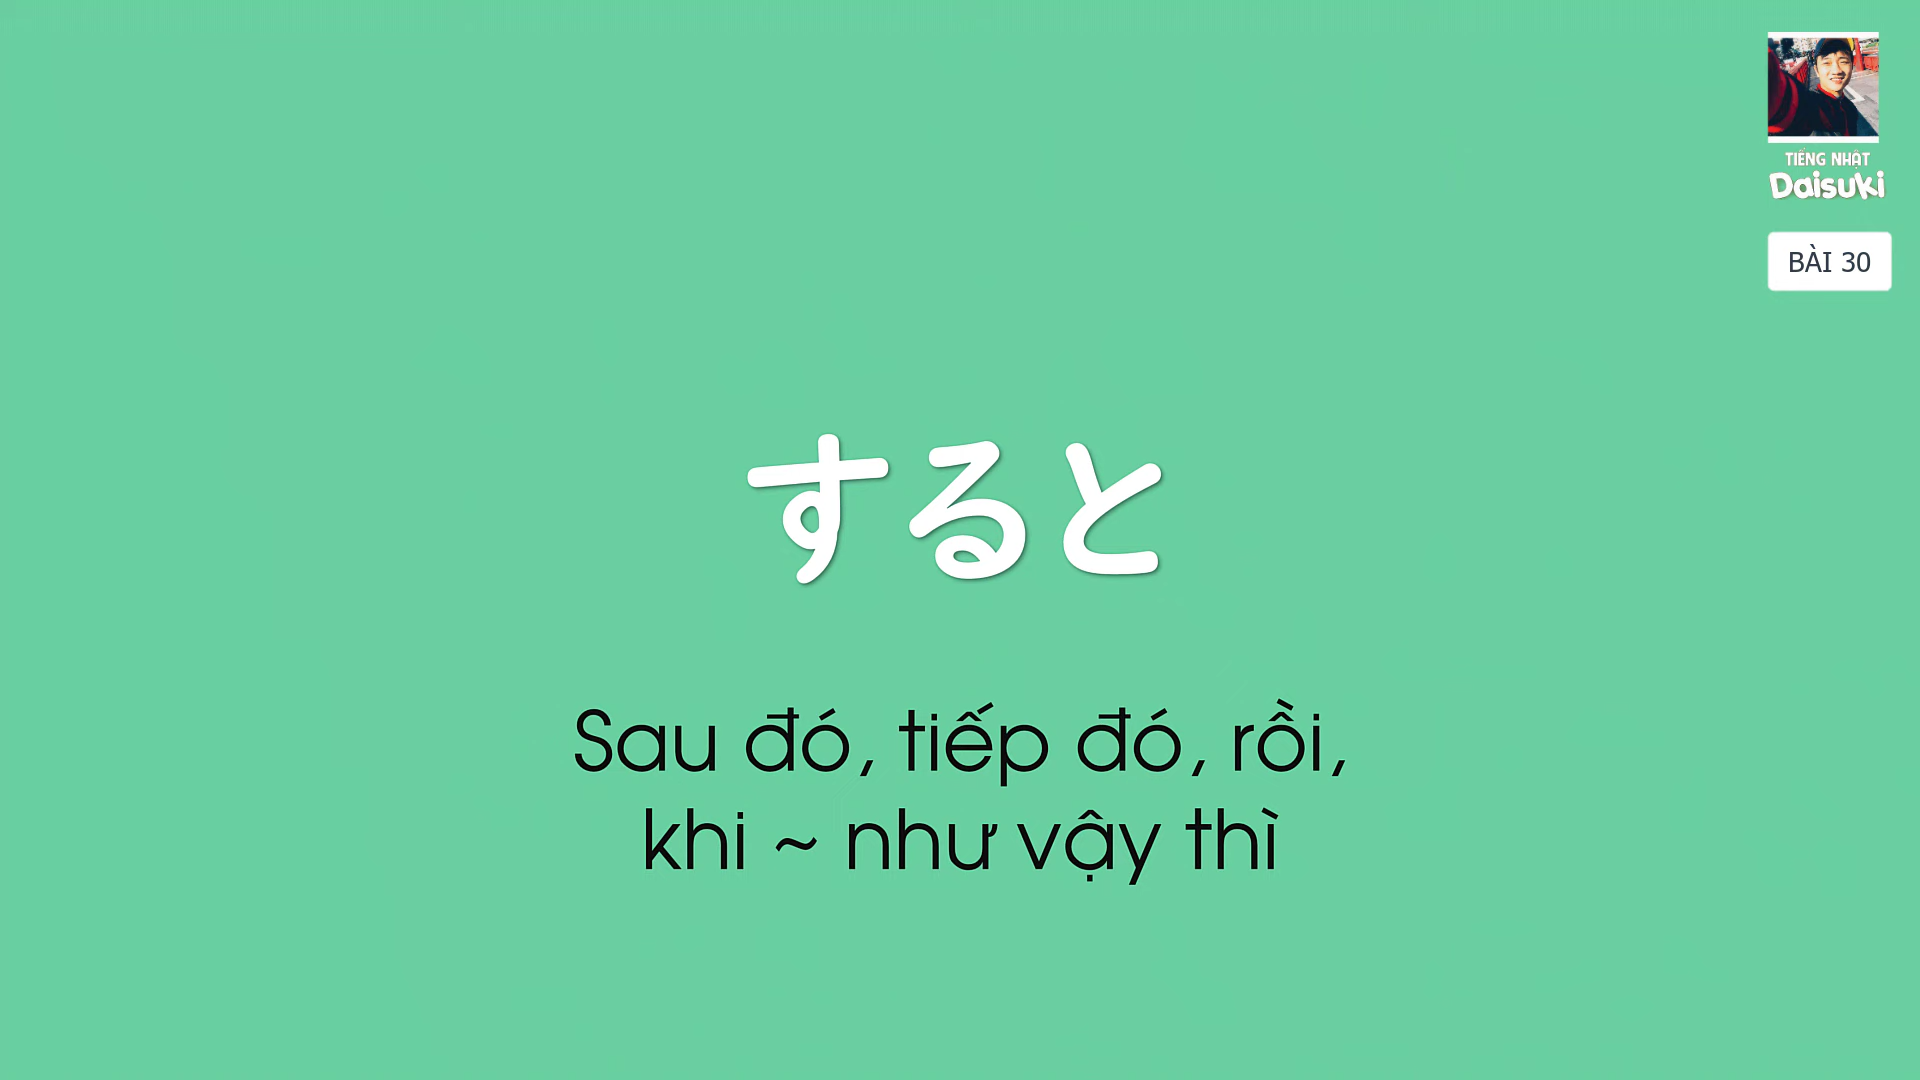 TIẾNG NHẬT
Daisuki
BÀI 30
すると
Sau đó, tiếp đó, rồi,
khi ~ như vậy thì